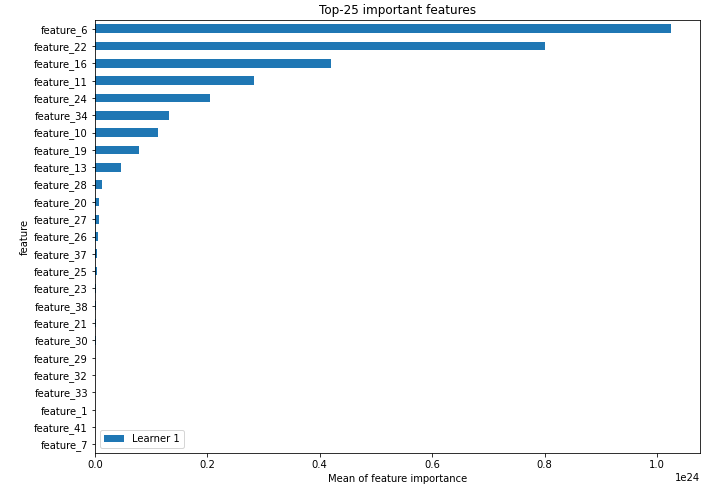 Top-25 important features
feature_6
feature_22
feature_16
feature_11
feature_24
feature_34
feature_10
feature_19
feature_13
feature_28
feature_20
feature_27
feature_26
feature_37
feature_25
feature_23
feature_38
feature_21
feature_30
feature_29
feature_32
feature_33
feature_1
feature_41
feature_7
feature
Learner 1
0.0 0.2 0.4 0.6 0.8 1.0
1e24
Mean of feature importance